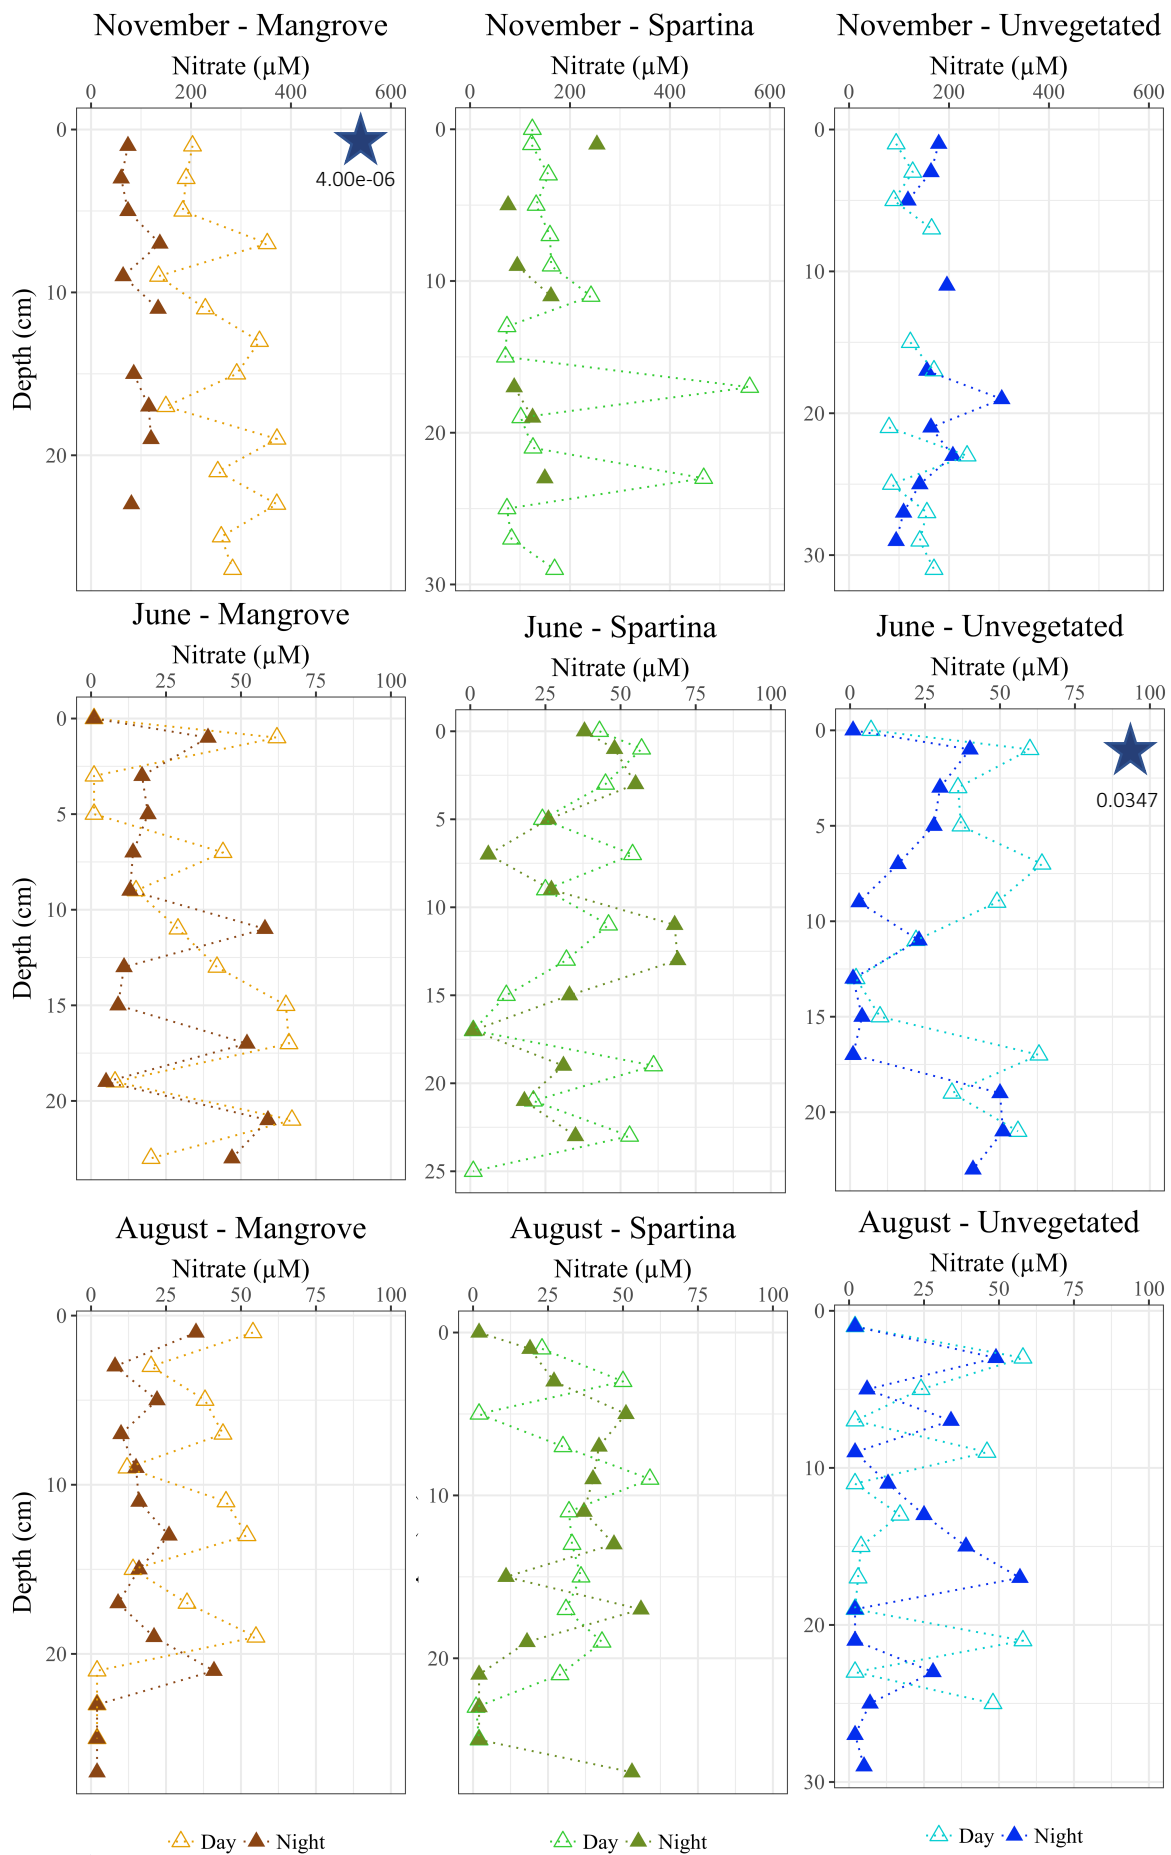 November - Mangrove
Nitrate (µM)
0 200 400 600
0
10
20
Depth (cm)
4.00e-06
November - Spartina
Nitrate (µM)
0 200 400 600
0
10
20
30
November - Unvegetated
Nitrate (µM)
0 200 400 600
0
10
20
30
June - Mangrove
Nitrate (µM)
0 25 50 75 100
0
5
10
15
20
Depth (cm)
June - Spartina
Nitrate (µM)
0 25 50 75 100
0
5
10
15
20
25
June - Unvegetated
Nitrate (µM)
0 25 50 75 100
0
5
10
15
20
0.0347
August - Mangrove
Nitrate (µM)
0 25 50 75 100
0
10
20
Depth (cm)
August - Spartina
Nitrate (µM)
0 25 50 75 100
0
10
20
August - Unvegetated
Nitrate (µM)
0 25 50 75 100
0
10
20
30
Day Night
Day Night
Day Night